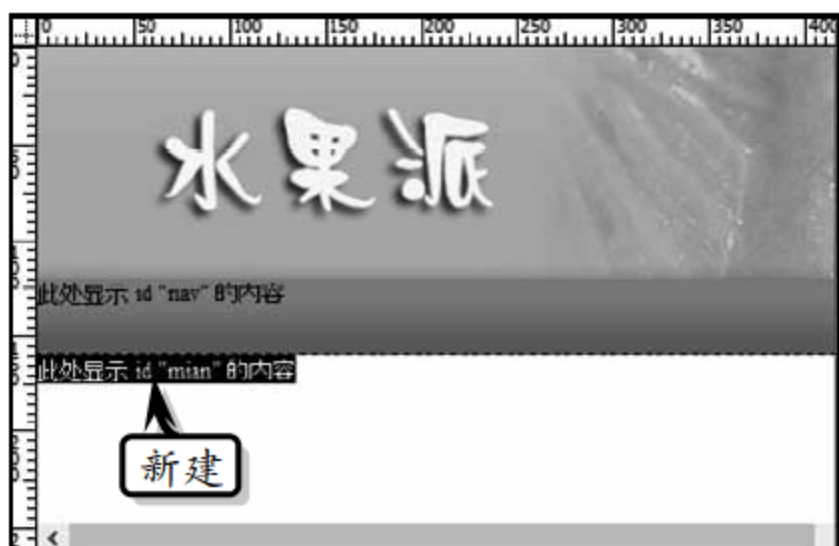 0 50 100 150 200 250 300 350 400
水果派
此处显示 id "nav" 的内容
此处显示 id "mian" 的内容
新建